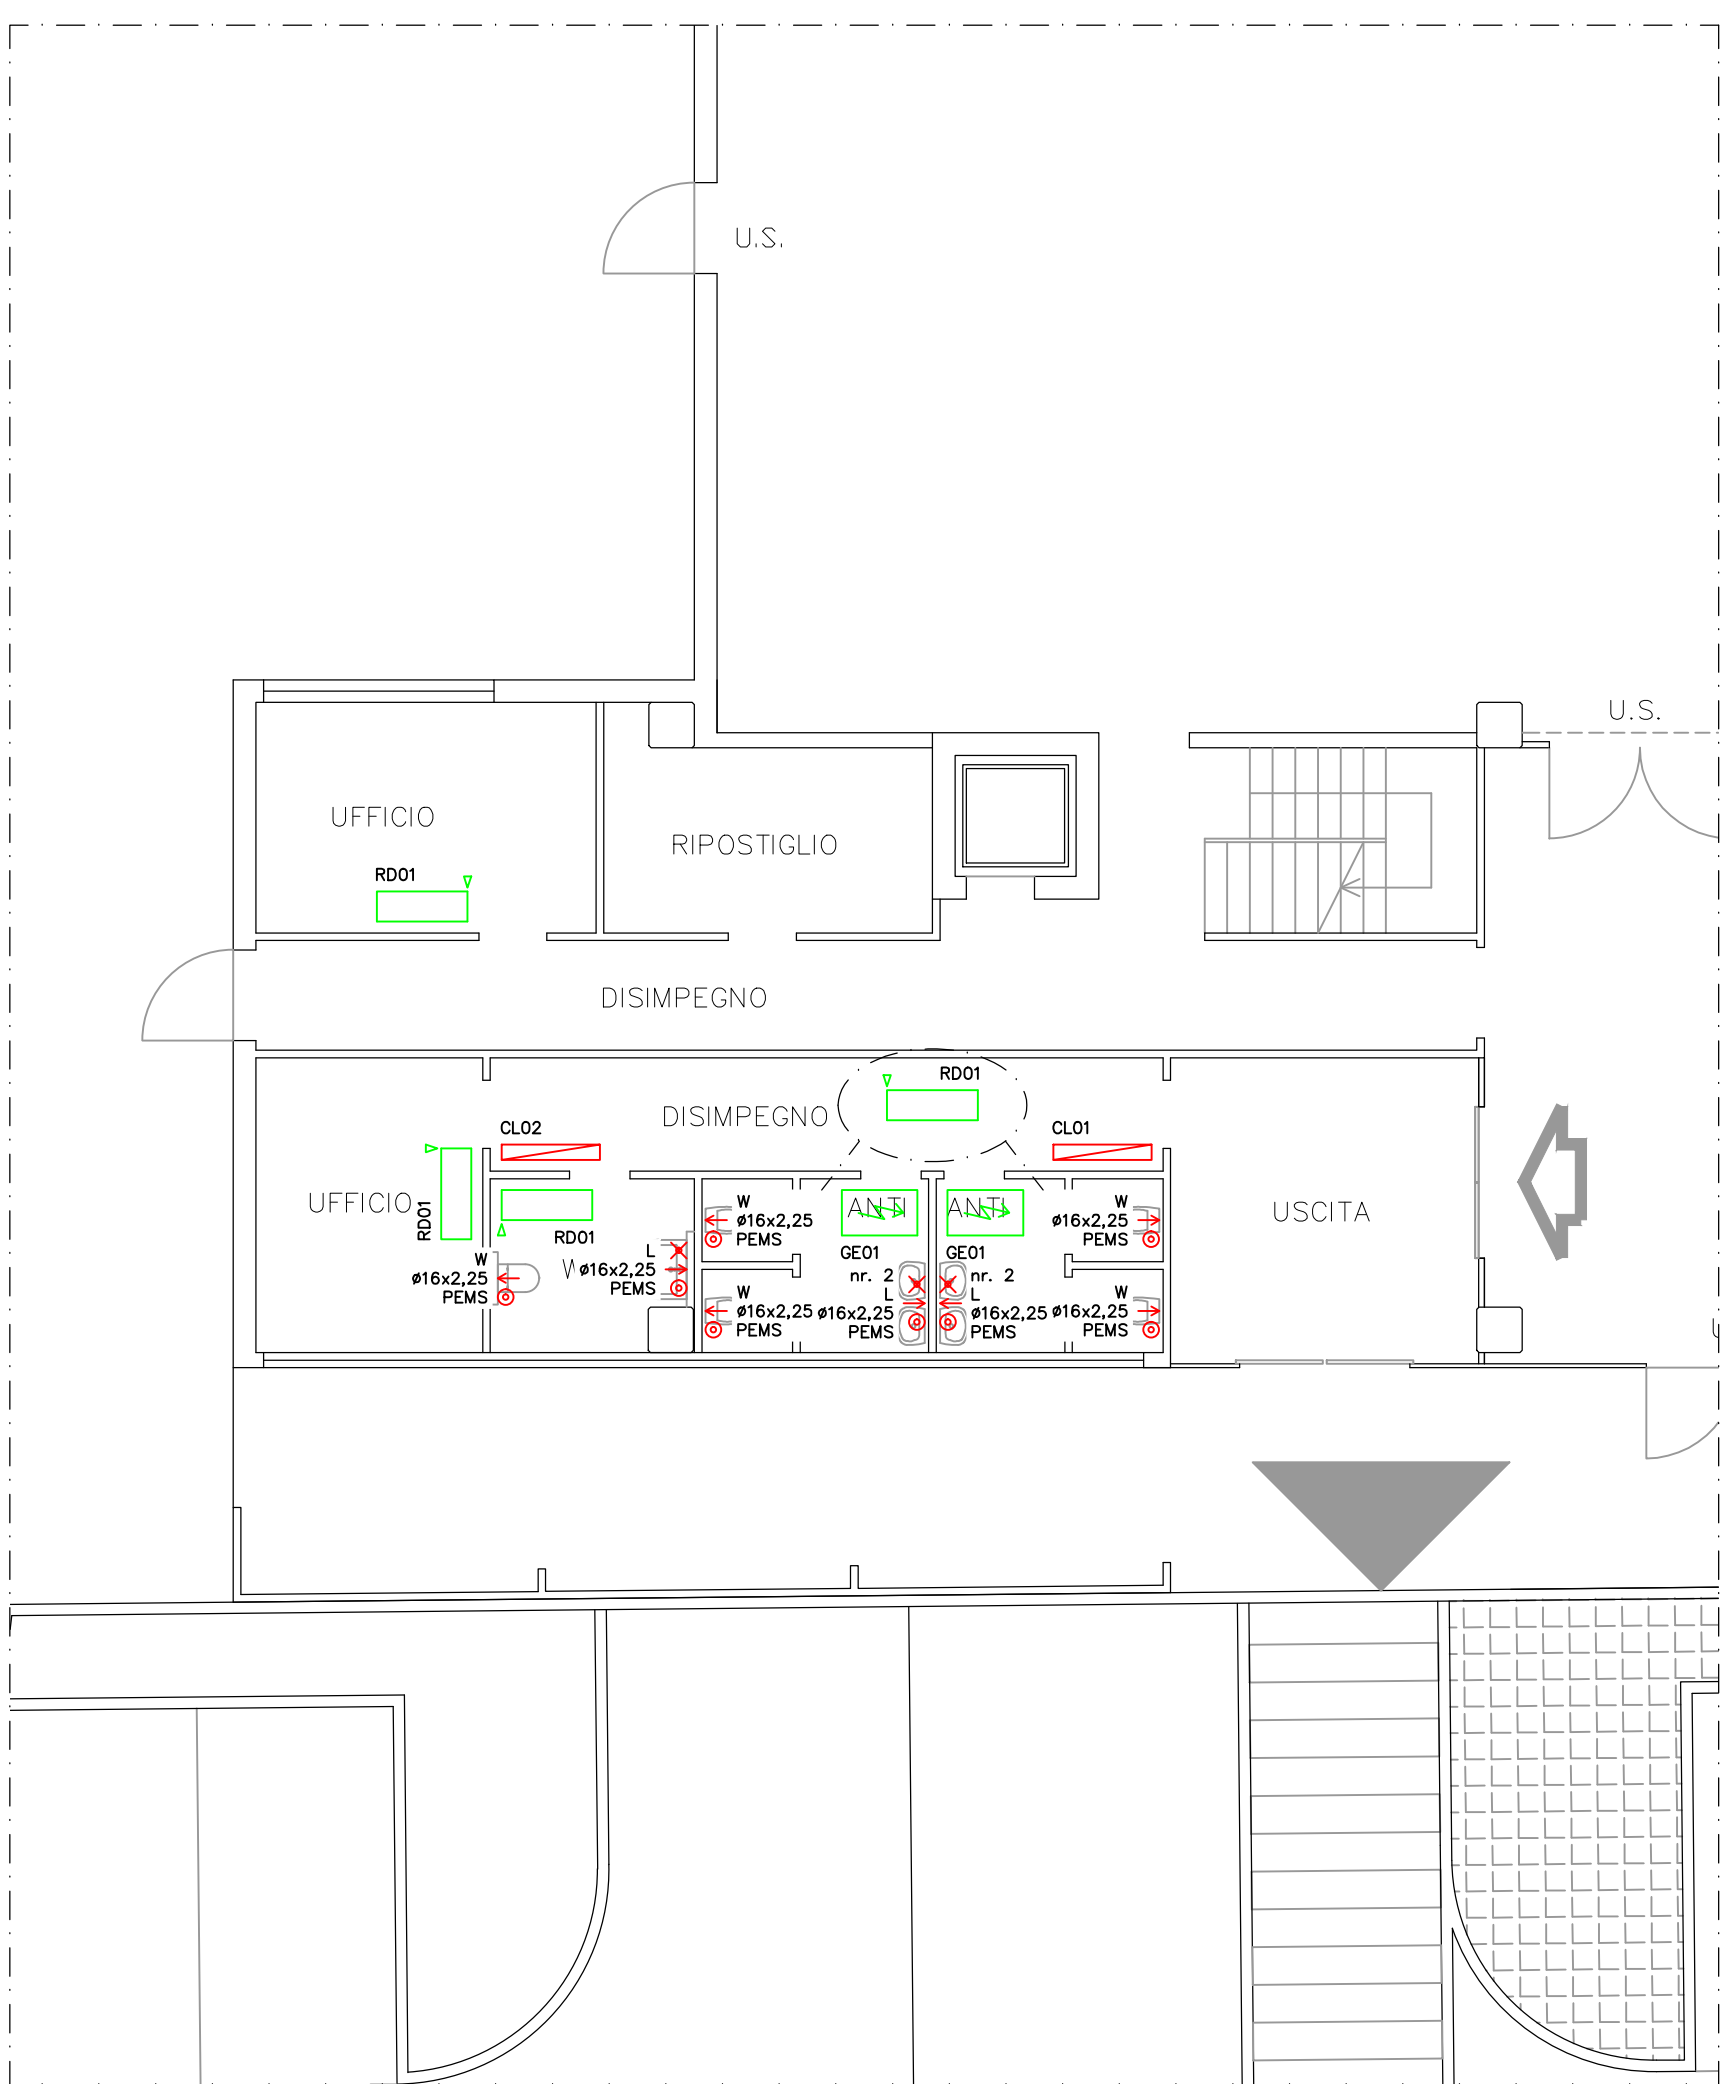 U.S.
U.S.
UFFICIO
RIPOSTIGLIO
RD01
DISIMPEGNO
RD01
DISIMPEGNO
CL02
CL01
UFFICIO
RD01
RD01
W
ø16x2,25
PEMS
W
L
ø16x2,25
PEMS
W
ø16x2,25
PEMS
W
ø16x2,25
PEMS
ANTI
GE01
nr. 2
L
ø16x2,25
PEMS
ANTI
GE01
nr. 2
L
ø16x2,25
PEMS
W
ø16x2,25
PEMS
W
ø16x2,25
PEMS
USCITA